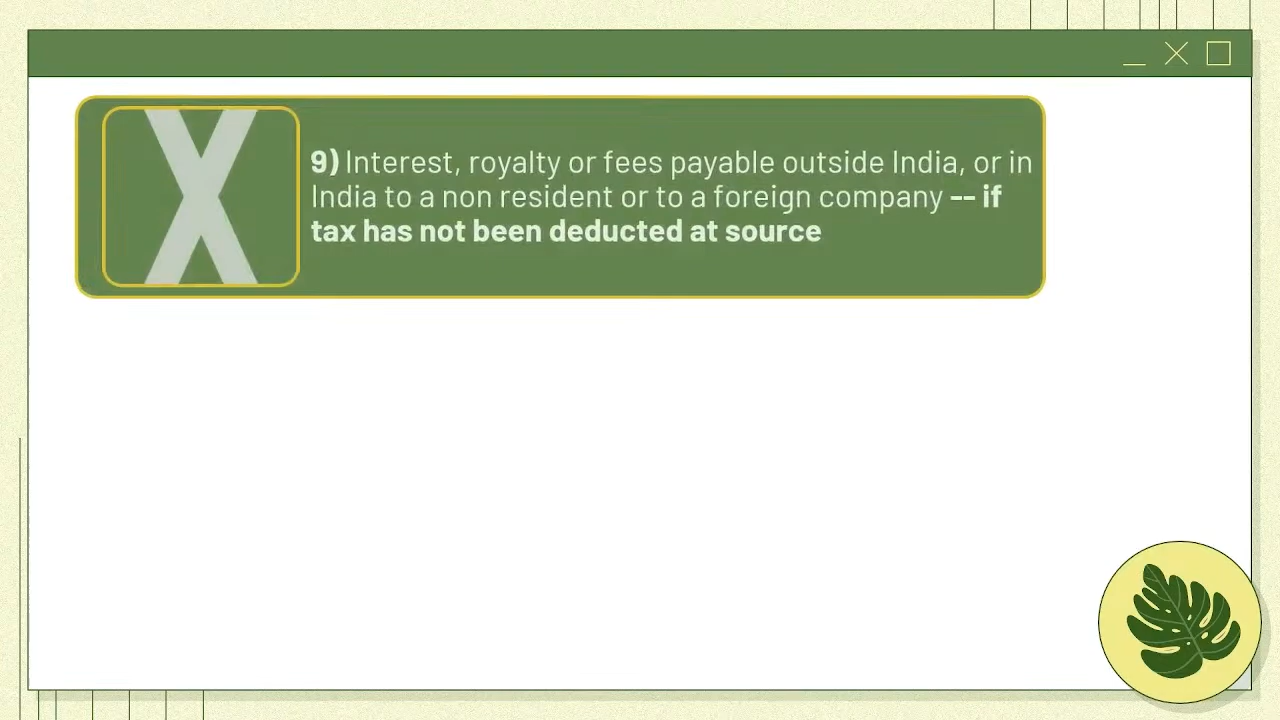 X
9) Interest, royalty or fees payable outside India, or in
India to a non resident or to a foreign company -- if
tax has not been deducted at source